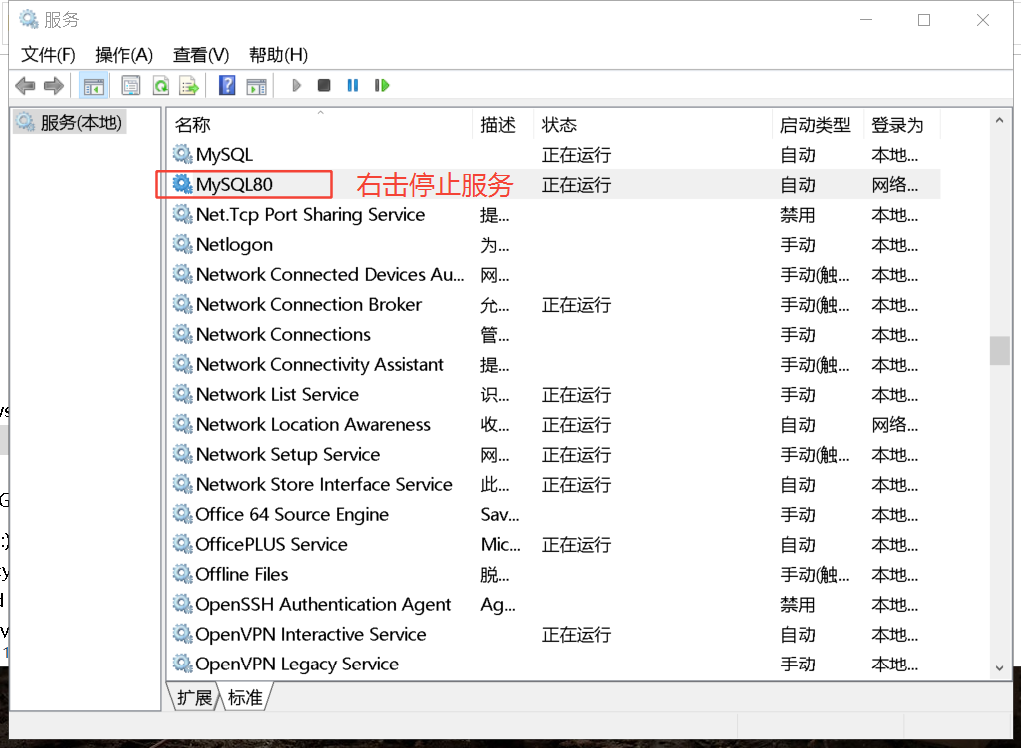 服务
文件(F) 操作(A) 查看(V) 帮助(H)
服务(本地)
名称 描述 状态 启动类型 登录为
MySQL 正在运行 自动 本地...
MySQL80 右击停止服务 正在运行 自动 网络...
Net.Tcp Port Sharing Service 提... 禁用 本地...
Netlogon 为... 手动 本地...
Network Connected Devices Au... 网... 手动(触... 本地...
Network Connection Broker 允... 正在运行 手动(触... 本地...
Network Connections 管... 手动 本地...
Network Connectivity Assistant 提... 手动(触... 本地...
Network List Service 识... 正在运行 手动 本地...
Network Location Awareness 收... 正在运行 自动 网络...
Network Setup Service 网... 正在运行 手动(触... 本地...
Network Store Interface Service 此... 正在运行 自动 本地...
Office 64 Source Engine Sav... 手动 本地...
OfficePLUS Service Mic... 正在运行 自动 本地...
Offline Files 脱... 手动(触... 本地...
OpenSSH Authentication Agent Ag... 禁用 本地...
OpenVPN Interactive Service 正在运行 自动 本地...
OpenVPN Legacy Service 手动 本地...
扩展 标准